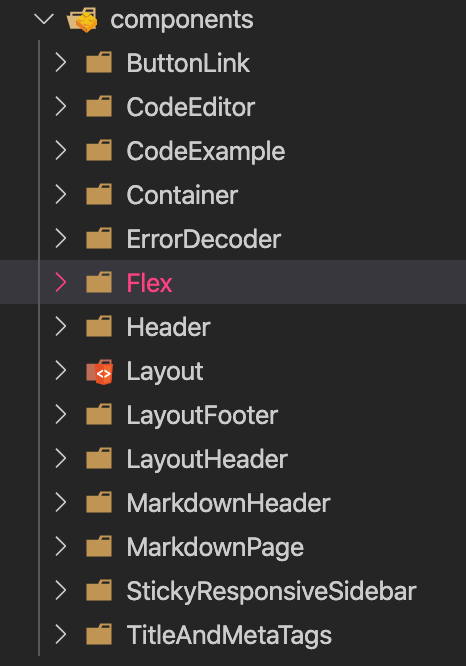 components
ButtonLink
CodeEditor
CodeExample
Container
ErrorDecoder
Flex
Header
Layout
LayoutFooter
LayoutHeader
MarkdownHeader
MarkdownPage
StickyResponsiveSidebar
TitleAndMetaTags